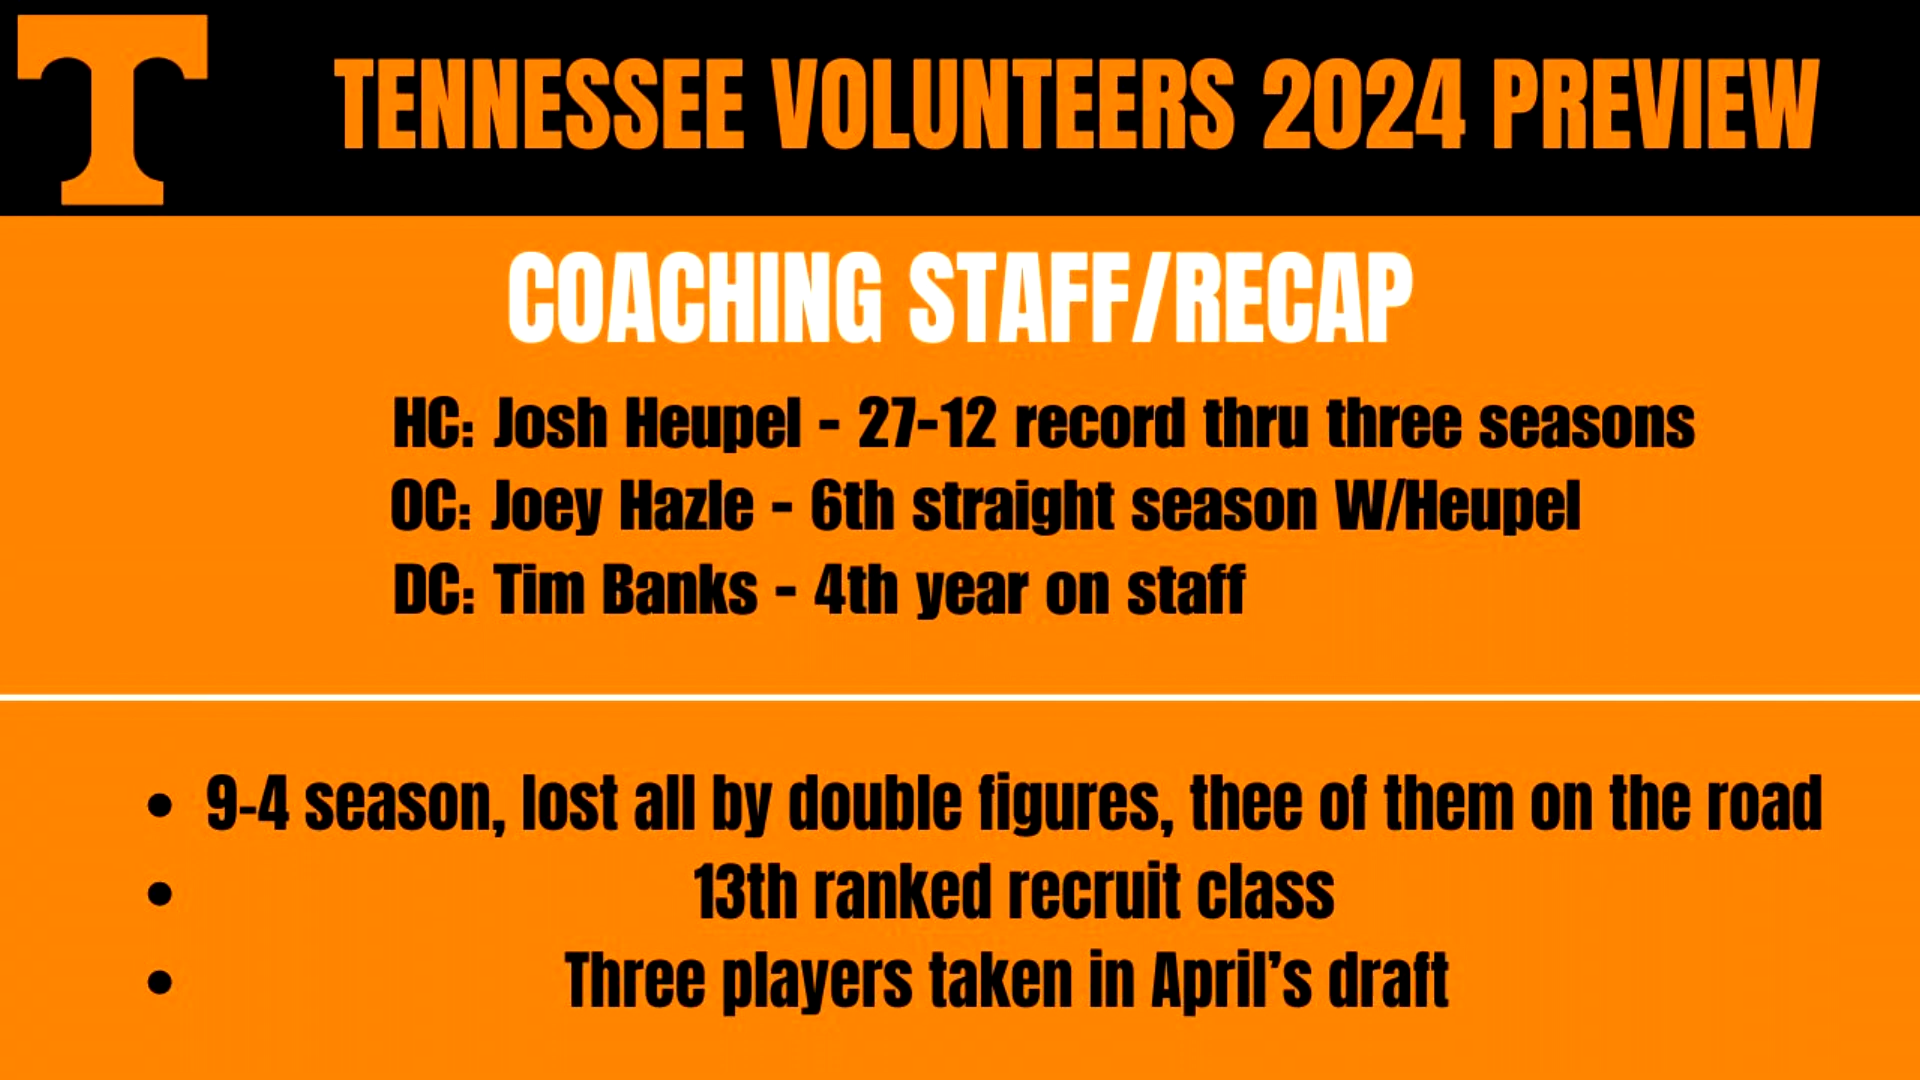 T
TENNESSEE VOLUNTEERS 2024 PREVIEW
COACHING STAFF/RECAP
HC: Josh Heupel - 27-12 record thru three seasons
OC: Joey Hazle - 6th straight season W/Heupel
DC: Tim Banks - 4th year on staff
• 9-4 season, lost all by double figures, thee of them on the road
• 13th ranked recruit class
• Three players taken in April’s draft